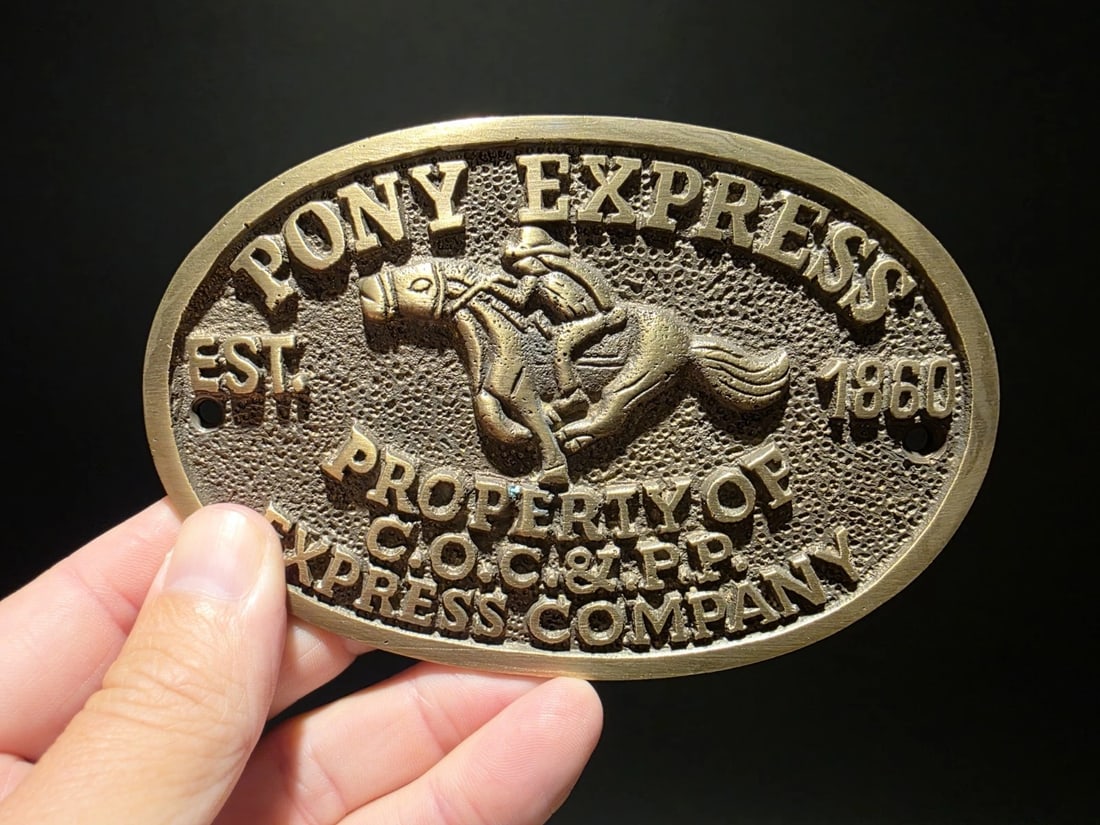 PONY EXPRESS
EST. 1860
PROPERTY OF
C.O.C.&.P.P.
EXPRESS COMPANY